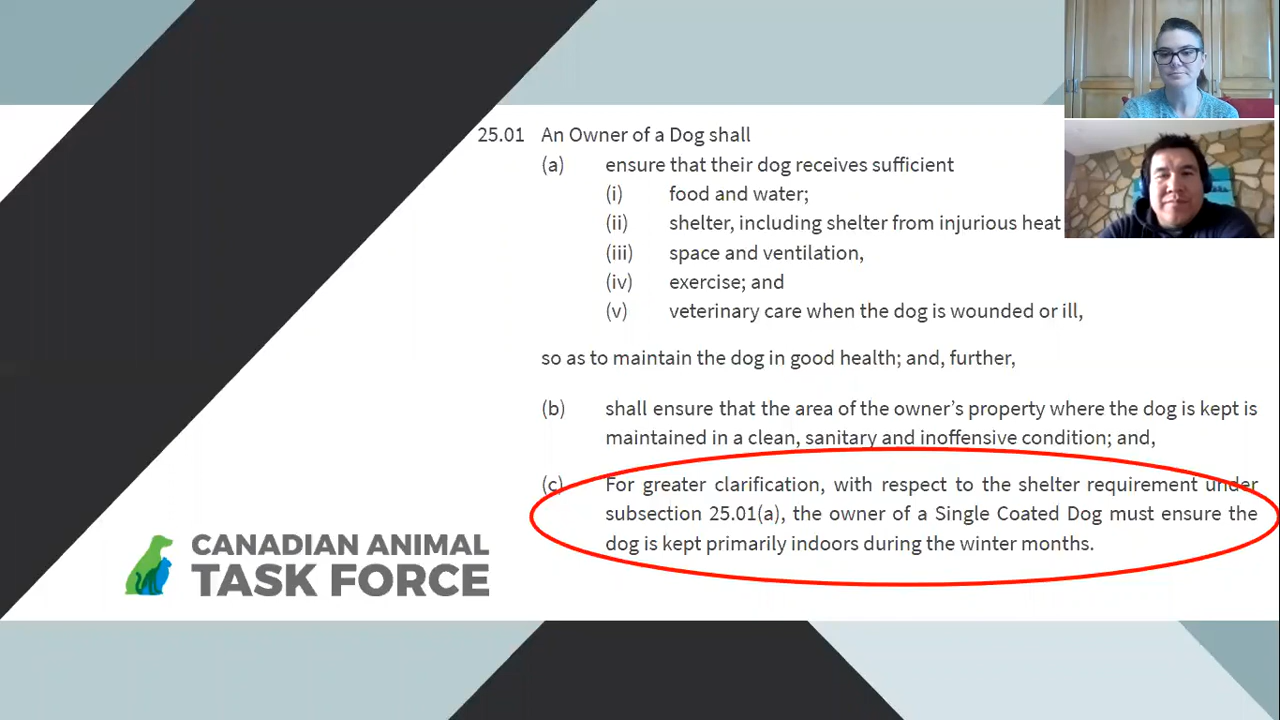 25.01 An Owner of a Dog shall
(a) ensure that their dog receives sufficient
(i) food and water;
(ii) shelter, including shelter from injurious heat
(iii) space and ventilation,
(iv) exercise; and
(v) veterinary care when the dog is wounded or ill,
so as to maintain the dog in good health; and, further,
(b) shall ensure that the area of the owner's property where the dog is kept is
maintained in a clean, sanitary and inoffensive condition; and,
(c) For greater clarification, with respect to the shelter requirement under
subsection 25.01(a), the owner of a Single Coated Dog must ensure the
dog is kept primarily indoors during the winter months.
CANADIAN ANIMAL
TASK FORCE